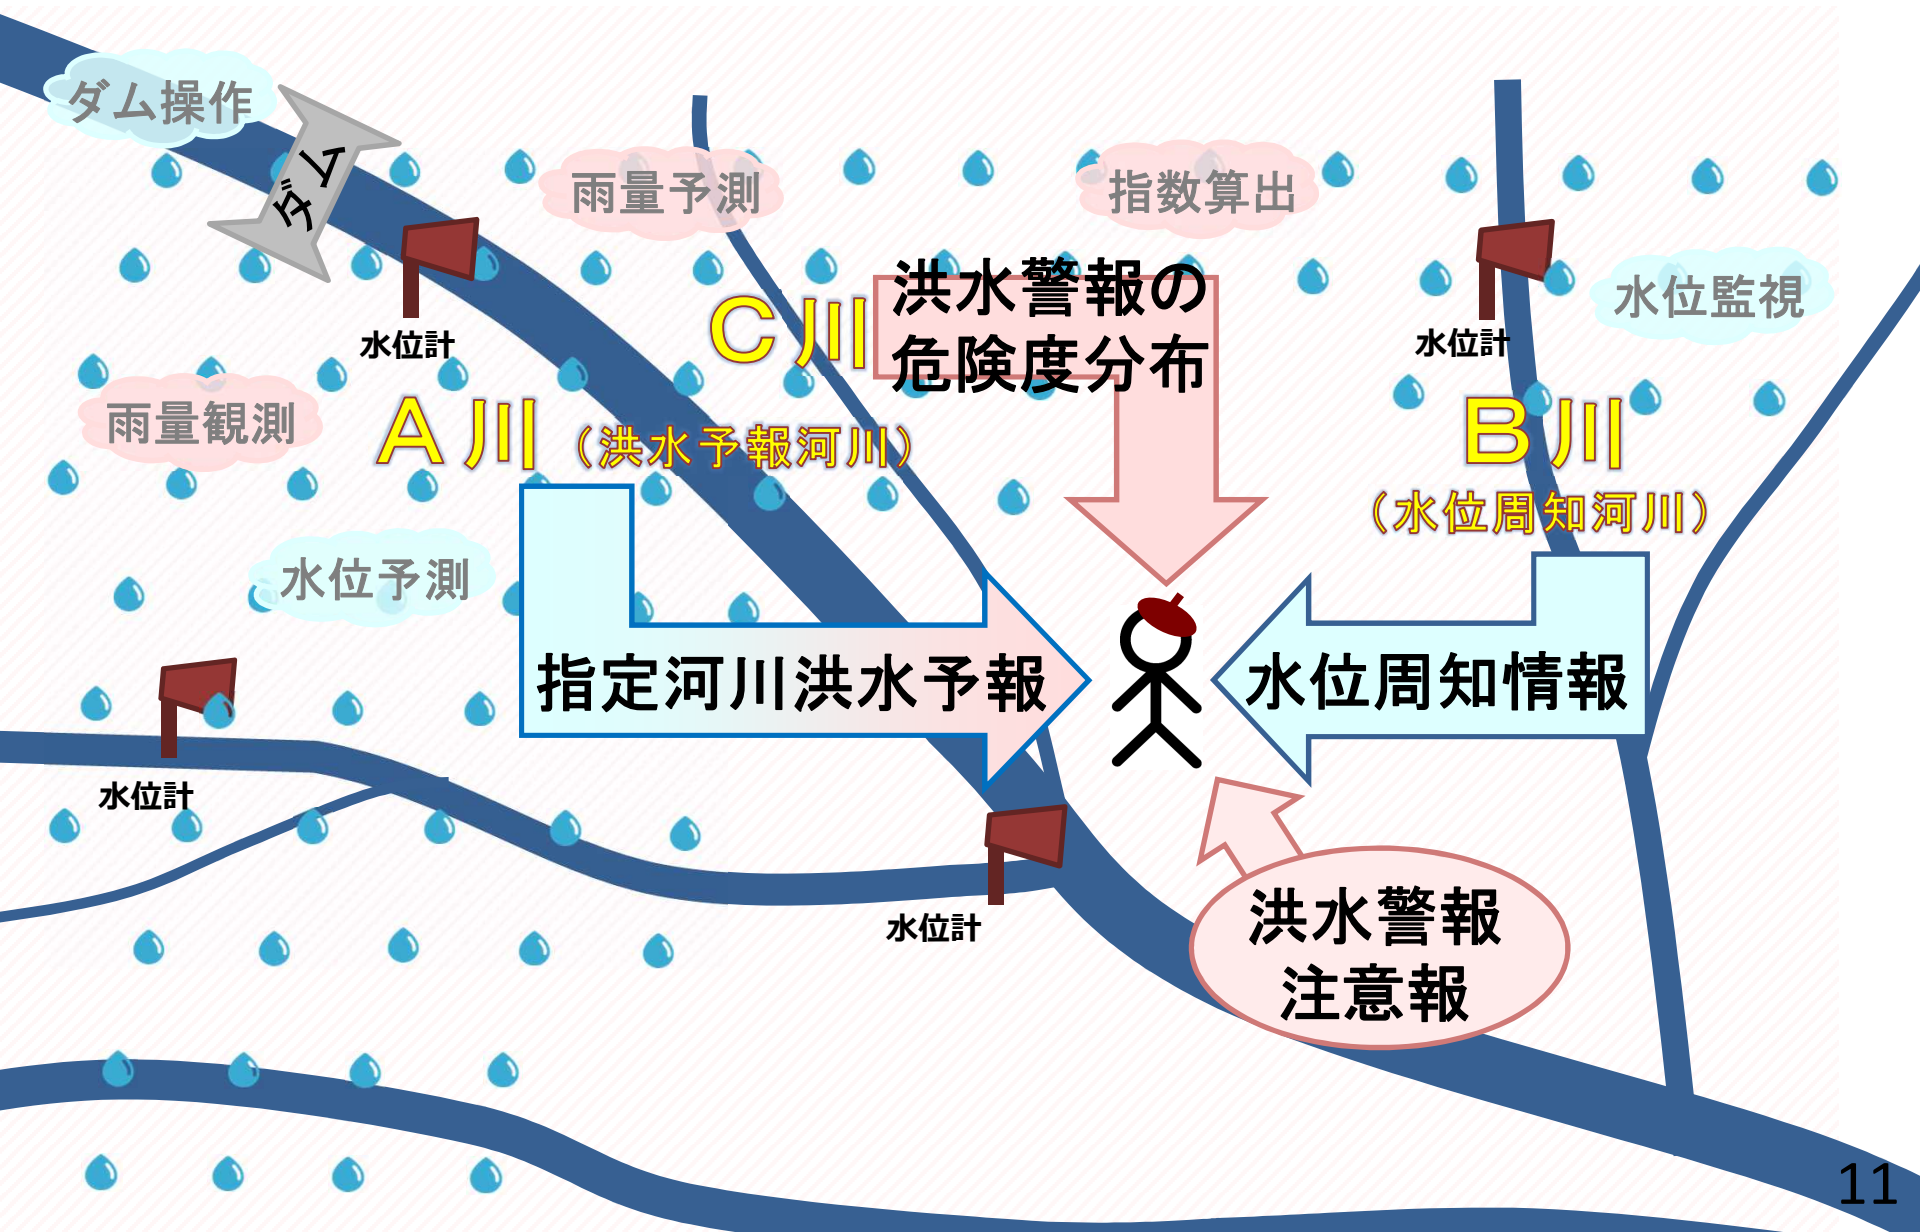 ダム操作
ダム
雨量予測
指数算出
水位計
水位計
水位監視
C川
洪水警報の
危険度分布
雨量観測
A川（洪水予報河川）
B川
（水位周知河川）
水位予測
指定河川洪水予報
水位周知情報
水位計
水位計
洪水警報
注意報
11